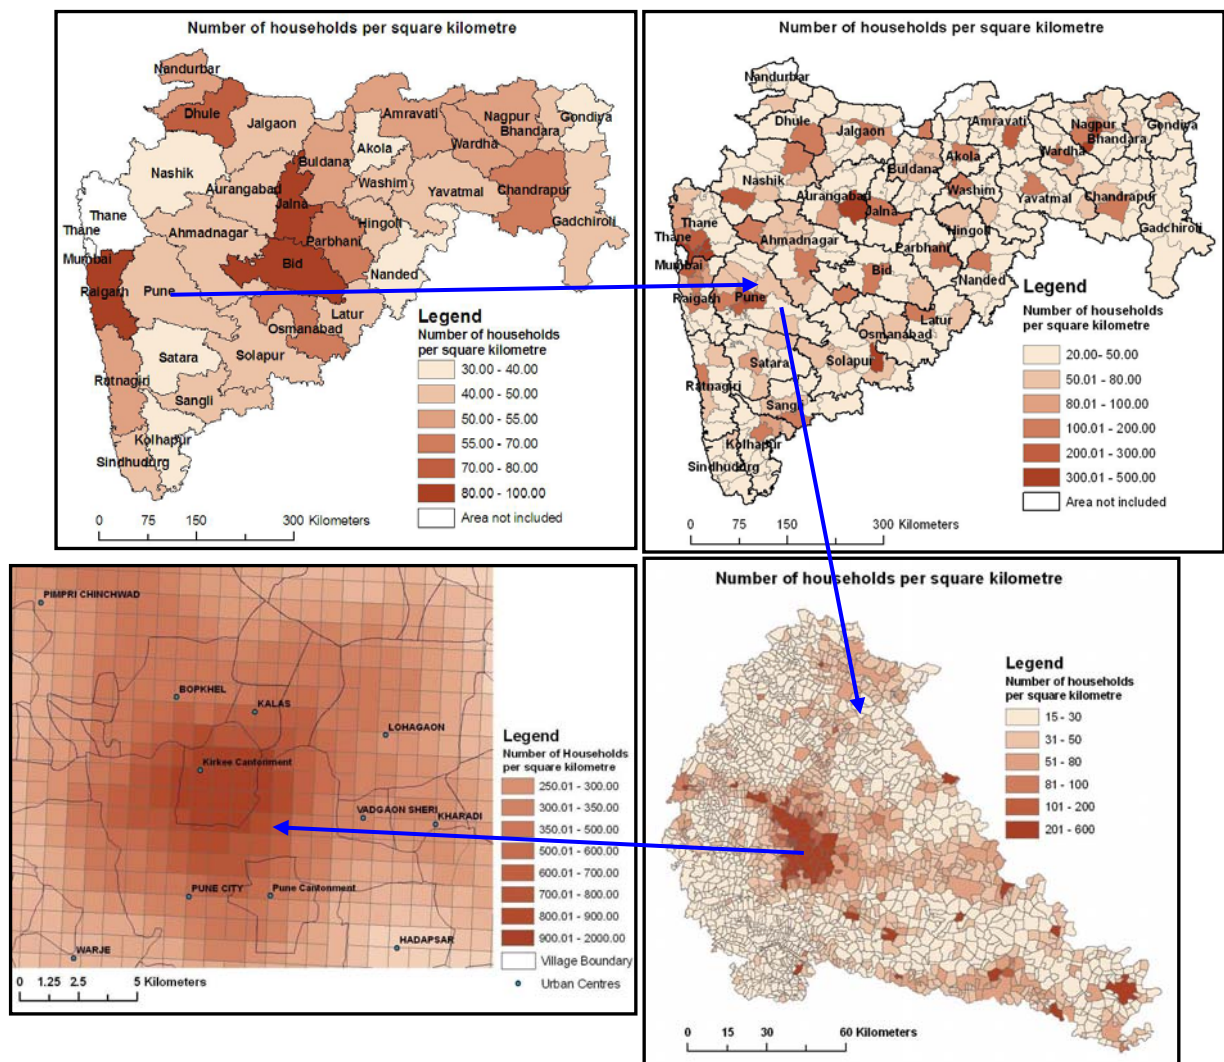 Number of households per square kilometre
Nandurbar
Dhule
Jalgaon
Amravati
Nagpur
Bhandara
Gondiya
Wardha
Buldana
Akola
Nashik
Aurangabad
Washim
Yavatmal
Chandrapur
Jalna
Thane
Hingoli
Gadchiroli
Thane
Ahmadnagar
Parbhani
Mumbai
Bid
Nanded
Raigarh
Pune
Latur
Osmanabad
Satara
Solapur
Ratnagiri
Sangli
Kolhapur
Sindhudurg
Legend
Number of households
per square kilometre
30.00 - 40.00
40.00 - 50.00
50.00 - 55.00
55.00 - 70.00
70.00 - 80.00
80.00 - 100.00
Area not included
0 75 150 300 Kilometers
Number of households per square kilometre
Nandurbar
Dhule
Jalgaon
Amravati
Nagpur
Bhandara
Gondiya
Wardha
Akola
Buldana
Nashik
Aurangabad
Washim
Yavatmal
Chandrapur
Jalna
Thane
Hingoli
Gadchiroli
Thane
Ahmadnagar
Parbhani
Mumbai
Bid
Nanded
Raigarh
Pune
Latur
Osmanabad
Satara
Solapur
Ratnagiri
Sangli
Kolhapur
Sindhudurg
Legend
Number of households
per square kilometre
20.00- 50.00
50.01 - 80.00
80.01 - 100.00
100.01 - 200.00
200.01 - 300.00
300.01 - 500.00
Area not included
0 75 150 300 Kilometers
PIMPRI CHINCHWAD
BOPKHEL
KALAS
LOHAGAON
Kirkee Cantonment
VADGAON SHERI
KHARADI
PUNE CITY
Pune Cantonment
WARJE
HADAPSAR
Legend
Number of Households
per square kilometre
250.01 - 300.00
300.01 - 350.00
350.01 - 500.00
500.01 - 600.00
600.01 - 700.00
700.01 - 800.00
800.01 - 900.00
900.01 - 2000.00
Village Boundary
Urban Centres
0 1.25 2.5 5 Kilometers
Number of households per square kilometre
Legend
Number of households
per square kilometre
15 - 30
31 - 50
51 - 80
81 - 100
101 - 200
201 - 600
0 15 30 60 Kilometers